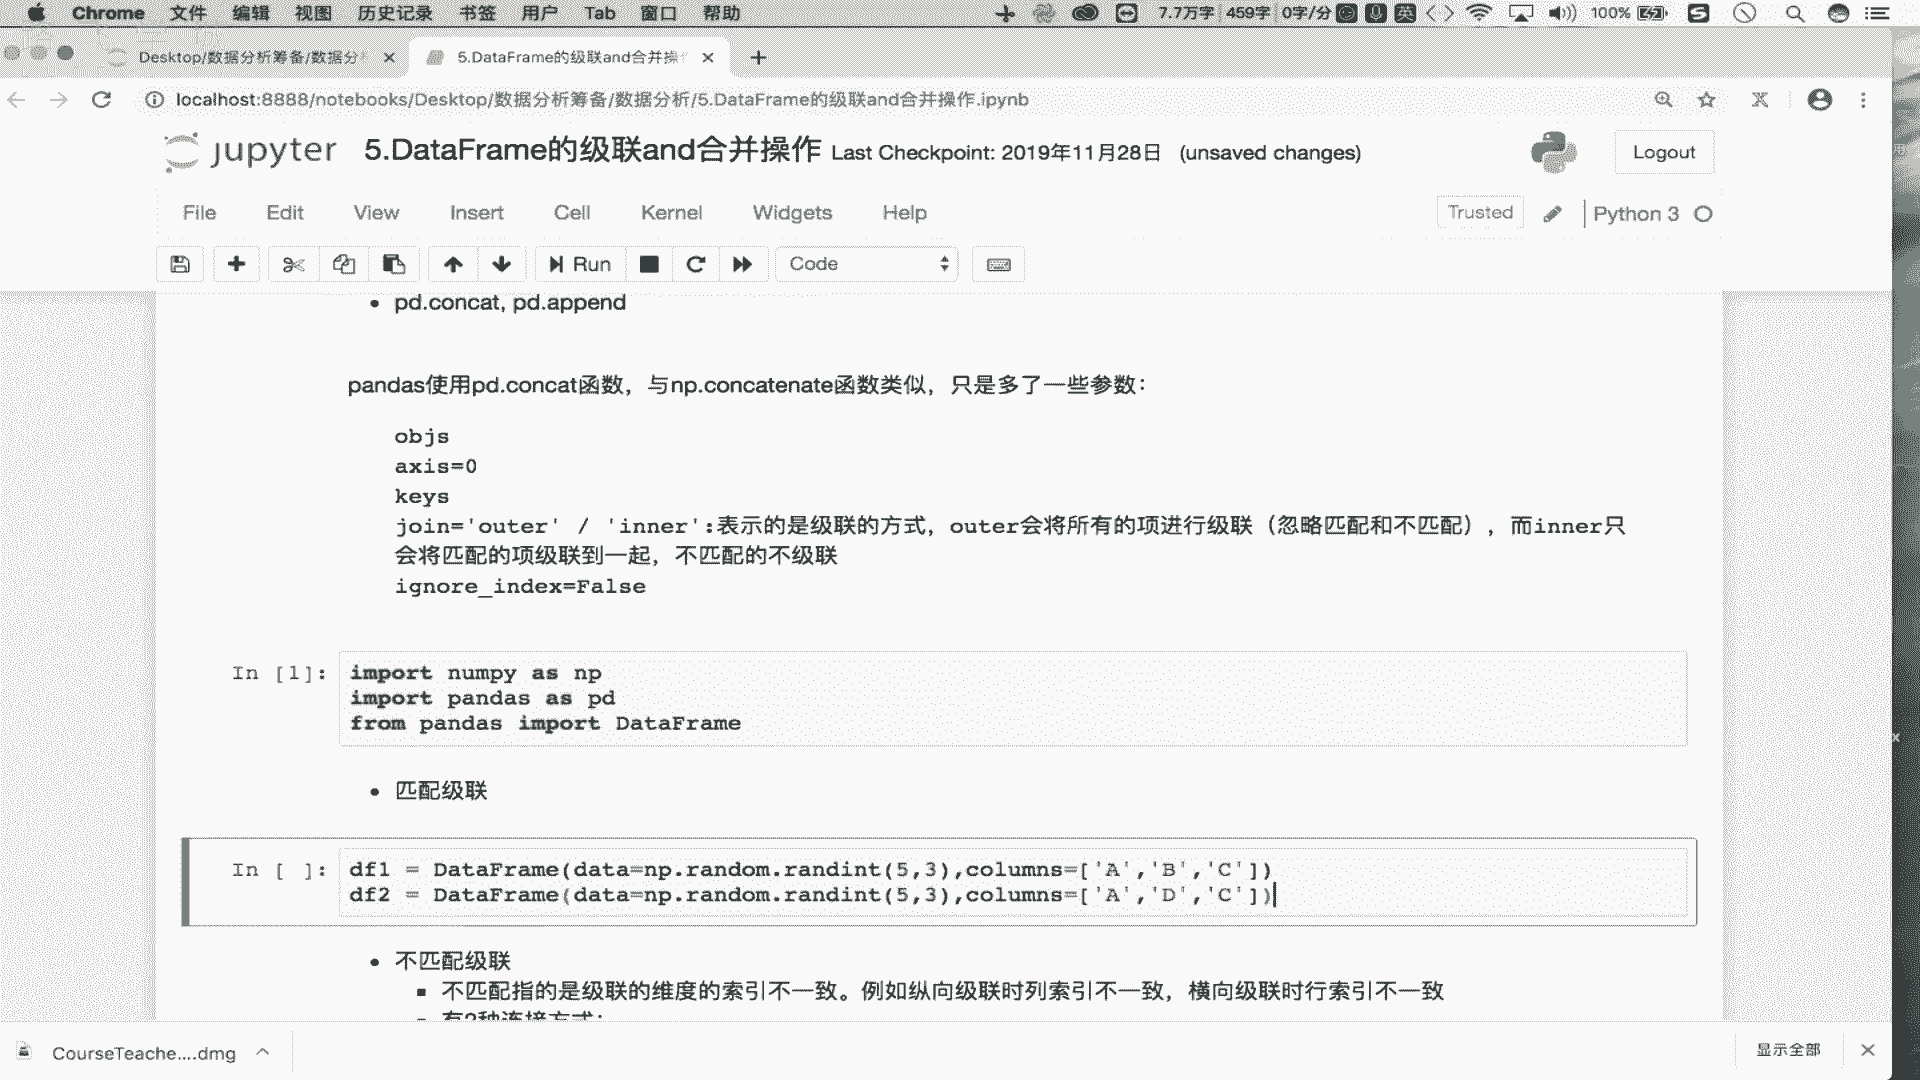 Chrome 文件 编辑 视图 历史记录 书签 用户 Tab 窗口 帮助 7.7万字 459字 0字/分 英 100%
Desktop/数据分析筹备/数据分 5.DataFrame的级联and合并操
localhost:8888/notebooks/Desktop/数据分析筹备/数据分析/5.DataFrame的级联and合并操作.ipynb
jupyter 5.DataFrame的级联and合并操作 Last Checkpoint: 2019年11月28日 (unsaved changes) Logout
File Edit View Insert Cell Kernel Widgets Help Trusted Python 3
Run Code
pd.concat, pd.append
pandas使用pd.concat函数，与np.concatenate函数类似，只是多了一些参数：
objs
axis=0
keys
join='outer' / 'inner':表示的是级联的方式，outer会将所有的项进行级联（忽略匹配和不匹配），而inner只
会将匹配的项级联到一起，不匹配的不级联
ignore_index=False
In [1]: import numpy as np
import pandas as pd
from pandas import DataFrame
匹配级联
In [ ]: df1 = DataFrame(data=np.random.randint(5,3),columns=['A','B','C'])
df2 = DataFrame(data=np.random.randint(5,3),columns=['A','D','C'])
不匹配级联
不匹配指的是级联的维度的索引不一致。例如纵向级联时列索引不一致，横向级联时行索引不一致
有2种连接方式：
CourseTeache....dmg 显示全部